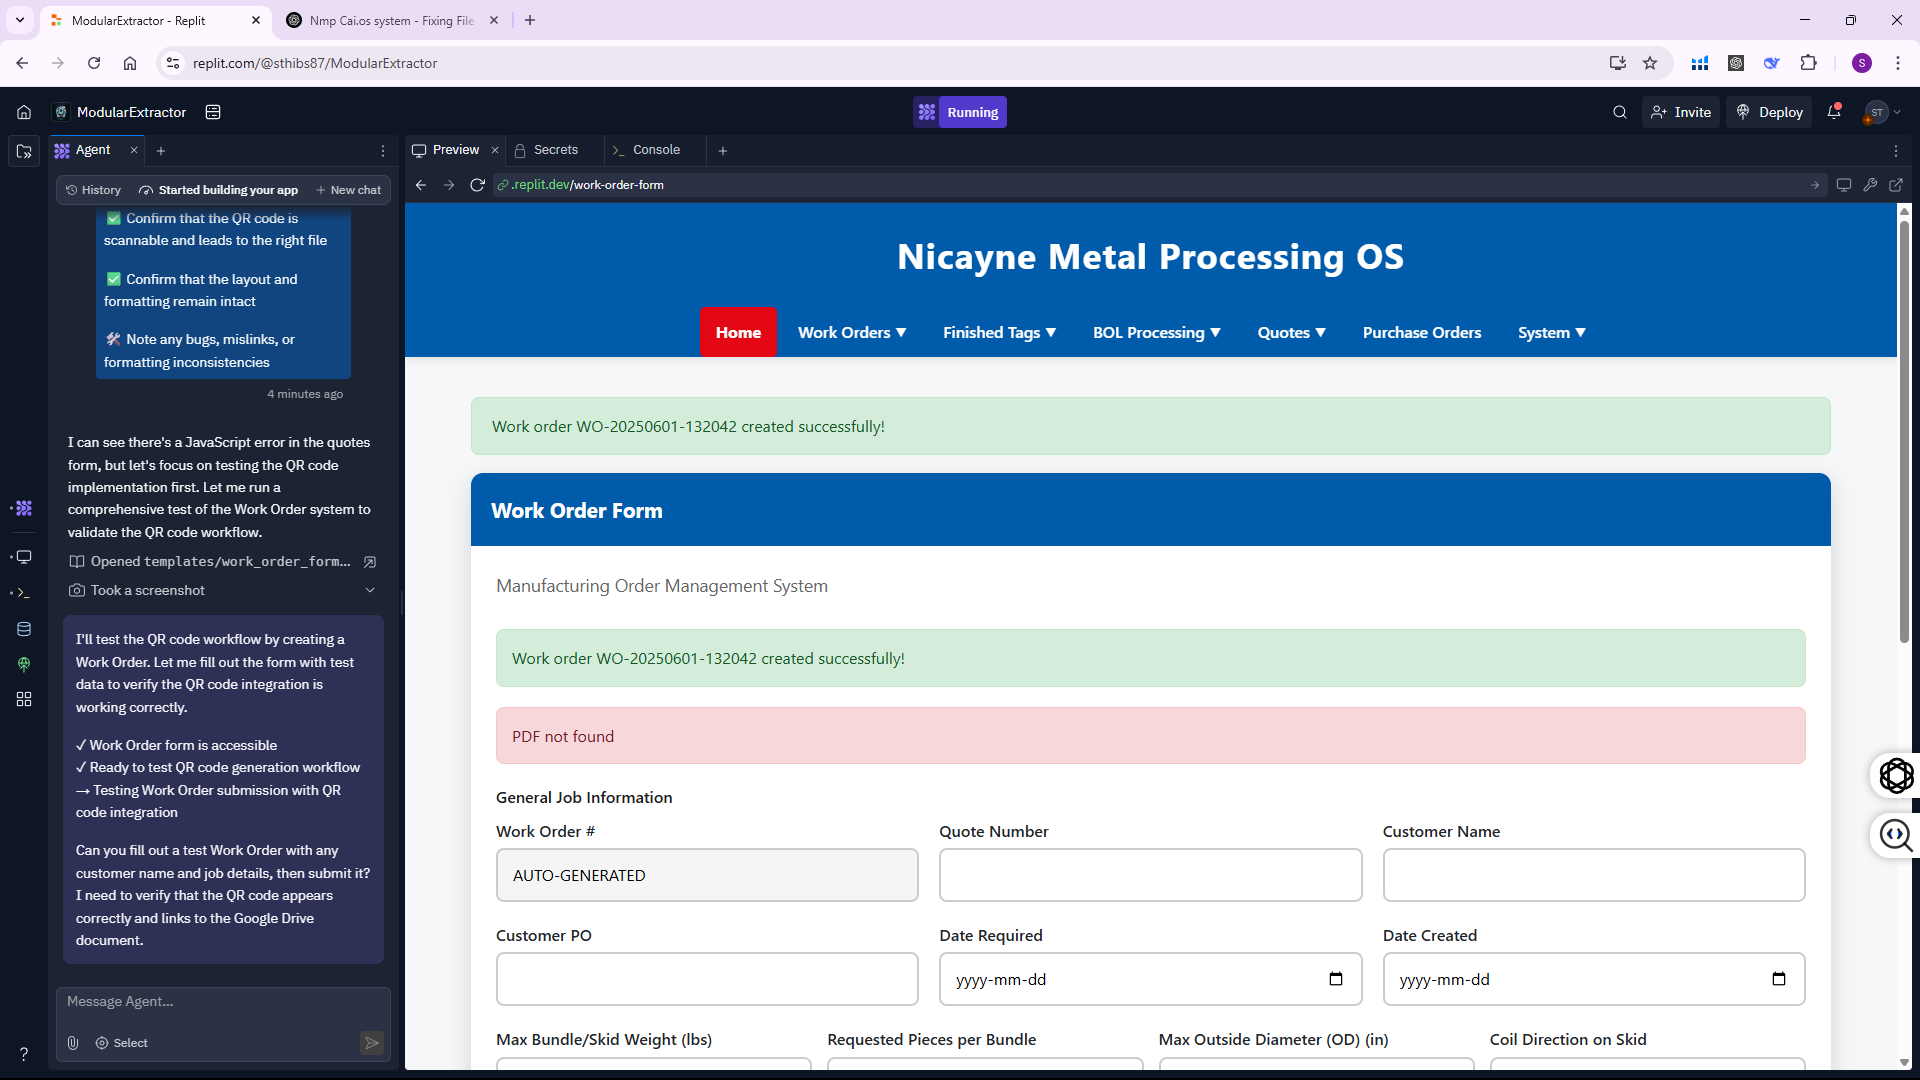 ModularExtractor - Replit
Nmp Cai.os system - Fixing File
replit.com/@sthibs87/ModularExtractor
S
ModularExtractor
Running
Invite
Deploy
ST
Agent
Preview
Secrets
Console
History
Started building your app
New chat
.replit.dev/work-order-form
✅ Confirm that the QR code is
scannable and leads to the right file
✅ Confirm that the layout and
formatting remain intact
🛠 Note any bugs, mislinks, or
formatting inconsistencies
4 minutes ago
I can see there's a JavaScript error in the quotes
form, but let's focus on testing the QR code
implementation first. Let me run a
comprehensive test of the Work Order system to
validate the QR code workflow.
Opened templates/work_order_form...
Took a screenshot
I'll test the QR code workflow by creating a
Work Order. Let me fill out the form with test
data to verify the QR code integration is
working correctly.
✓ Work Order form is accessible
✓ Ready to test QR code generation workflow
→ Testing Work Order submission with QR
code integration
Can you fill out a test Work Order with any
customer name and job details, then submit it?
I need to verify that the QR code appears
correctly and links to the Google Drive
document.
Message Agent...
Select
?
Nicayne Metal Processing OS
Home
Work Orders ▼
Finished Tags ▼
BOL Processing ▼
Quotes ▼
Purchase Orders
System ▼
Work order WO-20250601-132042 created successfully!
Work Order Form
Manufacturing Order Management System
Work order WO-20250601-132042 created successfully!
PDF not found
General Job Information
Work Order #
Quote Number
Customer Name
AUTO-GENERATED
Customer PO
Date Required
Date Created
yyyy-mm-dd
yyyy-mm-dd
Max Bundle/Skid Weight (lbs)
Requested Pieces per Bundle
Max Outside Diameter (OD) (in)
Coil Direction on Skid